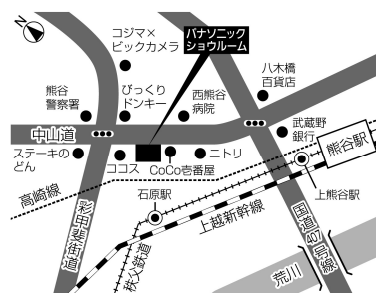 N
コジマ×
ビックカメラ
パナソニック
ショウルーム
八木橋
百貨店
熊谷
警察署
びっくり
ドンキー
西熊谷
病院
中山道
武蔵野
銀行
熊谷駅
ステーキの
どん
ココス
CoCo壱番屋
ニトリ
高崎線
石原駅
上熊谷駅
上越新幹線
彩甲斐街道
秩父鉄道
国道407号線
荒川